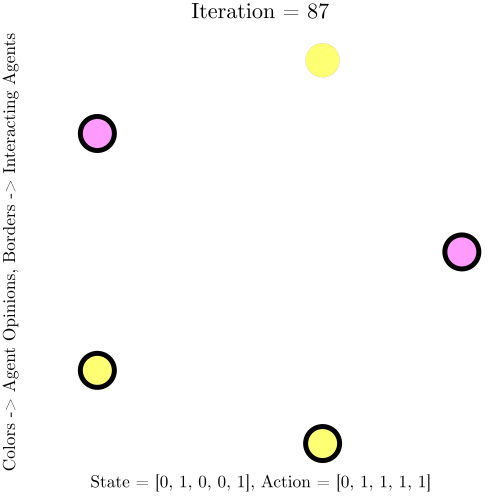 Iteration = 87
Colors -> Agent Opinions, Borders -> Interacting Agents
State = [0, 1, 0, 0, 1], Action = [0, 1, 1, 1, 1]